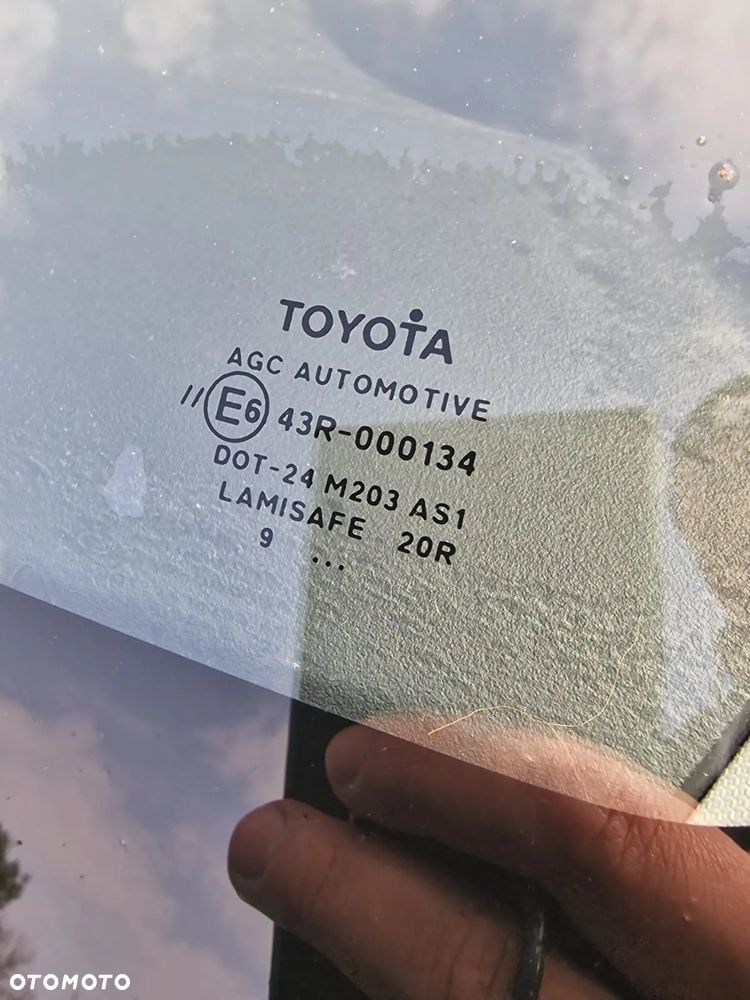 TOYOTA
AGC AUTOMOTIVE
// E6 43R-000134
DOT-24 M203 AS1
LAMISAFE 20R
9 ...
OTOMOTO